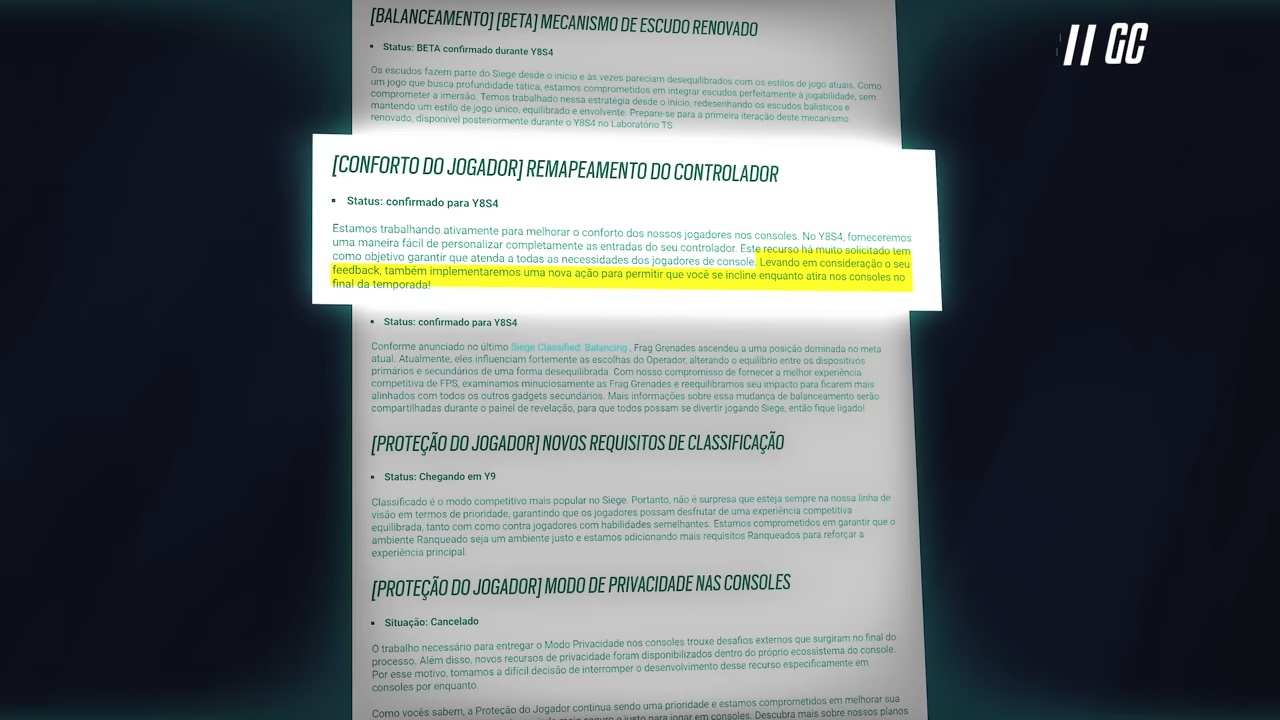 GC
[BALANCEAMENTO] [BETA] MECANISMO DE ESCUDO RENOVADO
Status: BETA confirmado durante Y8S4
Os escudos fazem parte do Siege desde o início e às vezes pareciam desequilibrados com os estilos de jogo atuais. Como
um jogo que busca profundidade tática, estamos comprometidos em integrar escudos perfeitamente à jogabilidade, sem
comprometer a imersão. Temos trabalhado nessa estratégia desde o início, redesenhando os escudos balísticos e
mantendo um estilo de jogo único, equilibrado e envolvente. Prepare-se para a primeira iteração deste mecanismo
renovado, disponível posteriormente durante o Y8S4 no Laboratório TS.
[CONFORTO DO JOGADOR] REMAPEAMENTO DO CONTROLADOR
Status: confirmado para Y8S4
Estamos trabalhando ativamente para melhorar o conforto dos nossos jogadores nos consoles. No Y8S4, forneceremos
uma maneira fácil de personalizar completamente as entradas do seu controlador. Este recurso há muito solicitado tem
como objetivo garantir que atenda a todas as necessidades dos jogadores de console. Levando em consideração o seu
feedback, também implementaremos uma nova ação para permitir que você se incline enquanto atira nos consoles no
final da temporada!
Status: confirmado para Y8S4
Conforme anunciado no último Siege Classified: Balancing , Frag Grenades ascendeu a uma posição dominada no meta
atual. Atualmente, eles influenciam fortemente as escolhas do Operador, alterando o equilíbrio entre os dispositivos
primários e secundários de uma forma desequilibrada. Com nosso compromisso de fornecer a melhor experiência
competitiva de FPS, examinamos minuciosamente as Frag Grenades e reequilibramos seu impacto para ficarem mais
alinhados com todos os outros gadgets secundários. Mais informações sobre essa mudança de balanceamento serão
compartilhadas durante o painel de revelação, para que todos possam se divertir jogando Siege, então fique ligado!
[PROTEÇÃO DO JOGADOR] NOVOS REQUISITOS DE CLASSIFICAÇÃO
Status: Chegando em Y9
Classificado é o modo competitivo mais popular no Siege. Portanto, não é surpresa que esteja sempre na nossa linha de
visão em termos de prioridade, garantindo que os jogadores possam desfrutar de uma experiência competitiva
equilibrada, tanto com como contra jogadores com habilidades semelhantes. Estamos comprometidos em garantir que o
ambiente Ranqueado seja um ambiente justo e estamos adicionando mais requisitos Ranqueados para reforçar a
experiência principal.
[PROTEÇÃO DO JOGADOR] MODO DE PRIVACIDADE NAS CONSOLES
Situação: Cancelado
O trabalho necessário para entregar o Modo Privacidade nos consoles trouxe desafios externos que surgiram no final do
processo. Além disso, novos recursos de privacidade foram disponibilizados dentro do próprio ecossistema do console.
Por esse motivo, tomamos a difícil decisão de interromper o desenvolvimento desse recurso especificamente em
consoles por enquanto.
Como vocês sabem, a Proteção do Jogador continua sendo uma prioridade e estamos comprometidos em melhorar sua
mais seguro e justo para jogar em consoles. Descubra mais sobre nossos planos